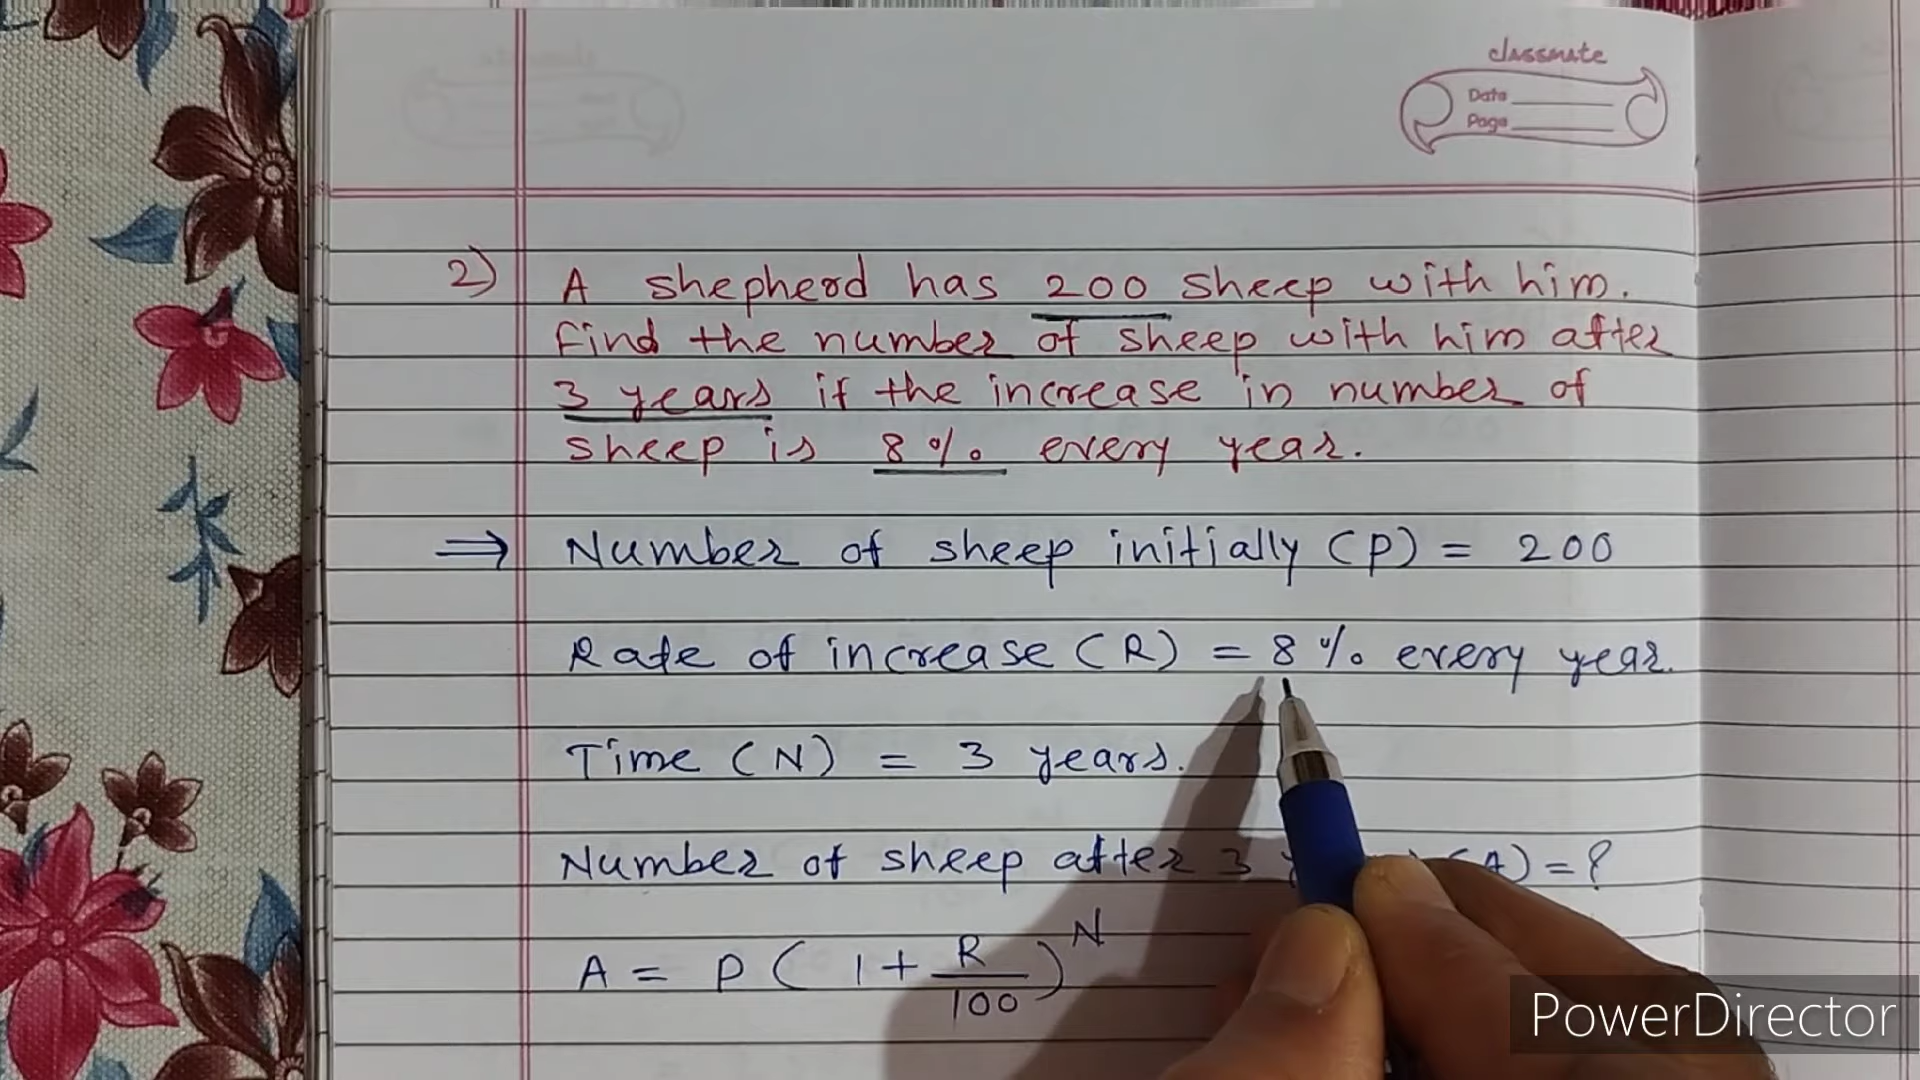 classmate
Date
Page
2) A shepherd has 200 sheep with him.
Find the number of sheep with him after
3 years if the increase in number of
sheep is 8% every year.
⇒ Number of sheep initially (P) = 200
Rate of increase (R) = 8% every year.
Time (N) = 3 years.
Number of sheep after 3 (A) = ?
A = P ( 1 + R/100 )^N
PowerDirector